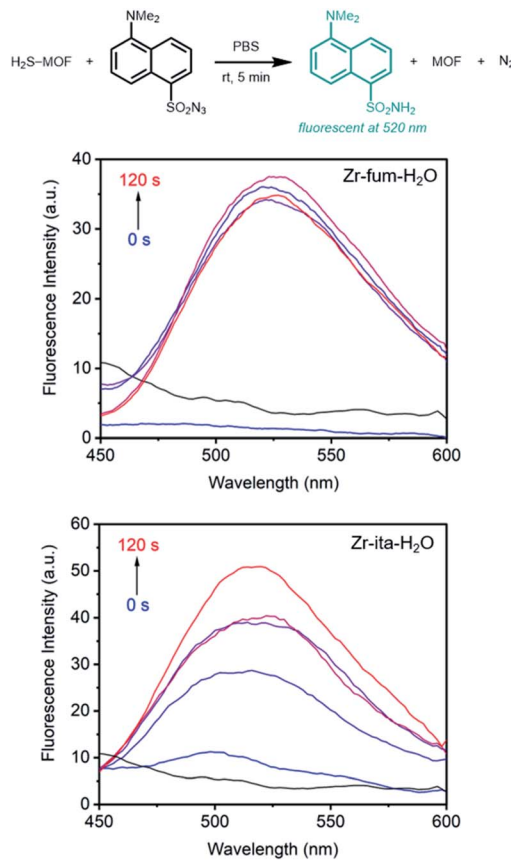 NMe₂
NMe₂
H₂S–MOF + PBS + MOF + N₂
rt, 5 min
SO₂N₃
SO₂NH₂
fluorescent at 520 nm
Zr-fum-H₂O
120 s
0 s
40
30
20
10
0
Fluorescence Intensity (a.u.)
450 500 550 600
Wavelength (nm)
Zr-ita-H₂O
120 s
0 s
60
50
40
30
20
10
0
Fluorescence Intensity (a.u.)
450 500 550 600
Wavelength (nm)